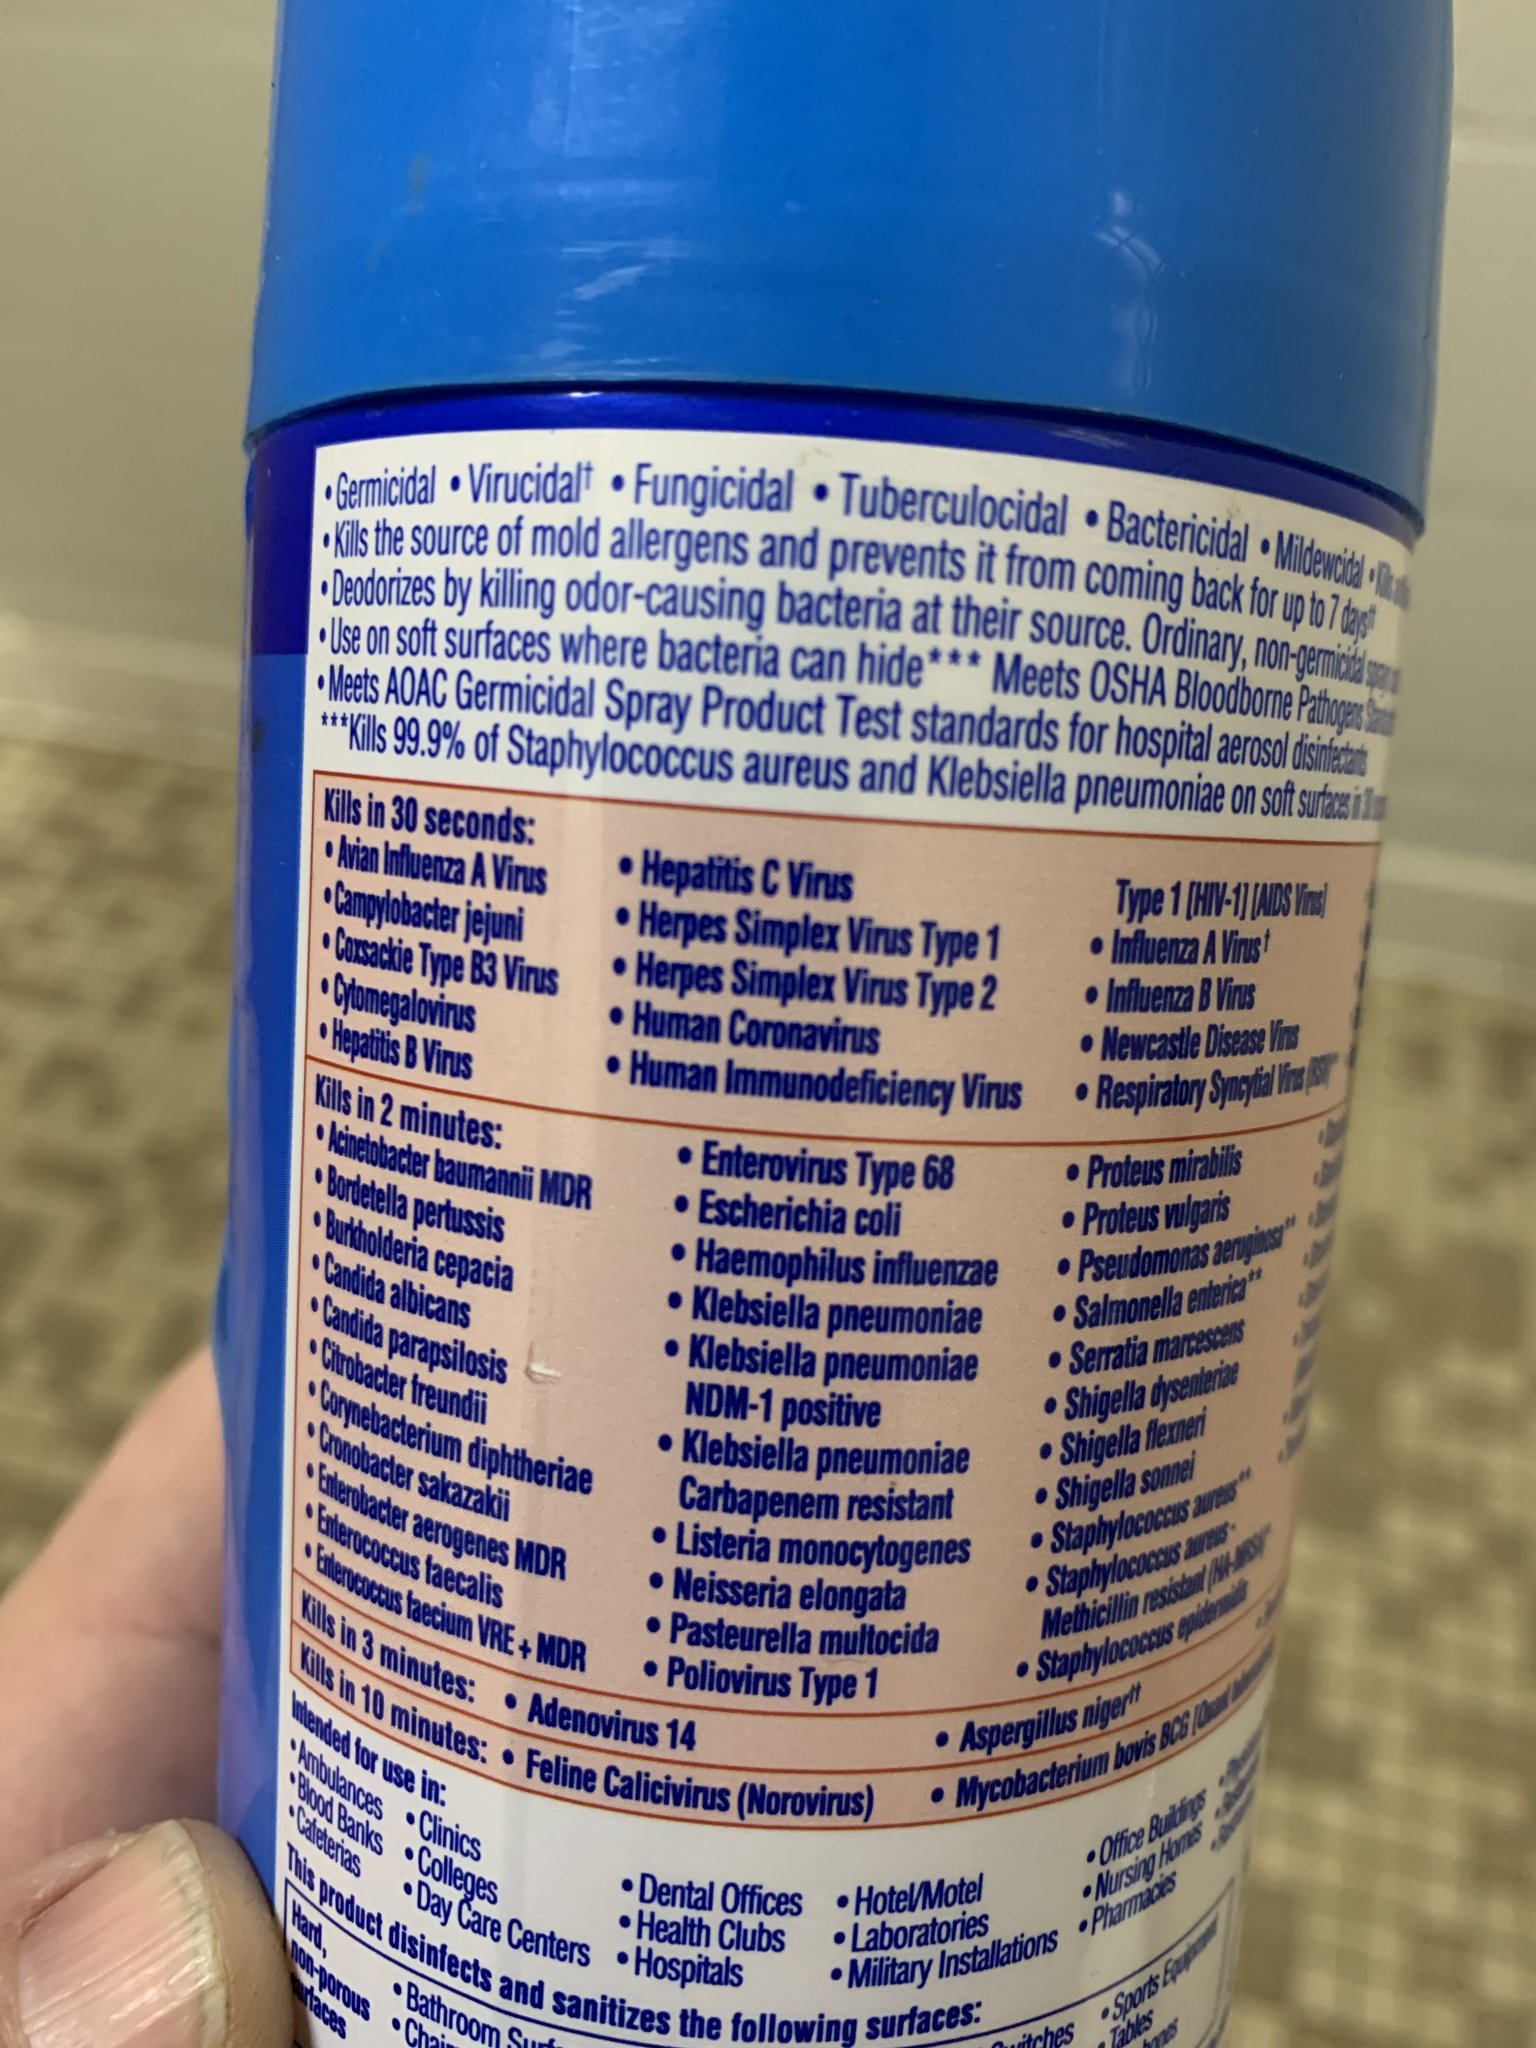 •Germicidal •Virucidal† •Fungicidal •Tuberculocidal •Bactericidal •Mildewcidal •Kills
•Kills the source of mold allergens and prevents it from coming back for up to 7 days††
•Deodorizes by killing odor-causing bacteria at their source. Ordinary, non-germicidal
•Use on soft surfaces where bacteria can hide*** Meets OSHA Bloodborne Pathogens
•Meets AOAC Germicidal Spray Product Test standards for hospital aerosol disinfectants
***Kills 99.9% of Staphylococcus aureus and Klebsiella pneumoniae on soft surfaces in 30
Kills in 30 seconds:
• Avian Influenza A Virus
• Campylobacter jejuni
• Coxsackie Type B3 Virus
• Cytomegalovirus
• Hepatitis B Virus
• Hepatitis C Virus
• Herpes Simplex Virus Type 1
• Herpes Simplex Virus Type 2
• Human Coronavirus
• Human Immunodeficiency Virus
Type 1 [HIV-1] [AIDS Virus]
• Influenza A Virus†
• Influenza B Virus
• Newcastle Disease Virus
• Respiratory Syncytial Virus (RSV)**
Kills in 2 minutes:
• Acinetobacter baumannii MDR
• Bordetella pertussis
• Burkholderia cepacia
• Candida albicans
• Candida parapsilosis
• Citrobacter freundii
• Corynebacterium diphtheriae
• Cronobacter sakazakii
• Enterobacter aerogenes MDR
• Enterococcus faecalis
• Enterococcus faecium VRE + MDR
• Enterovirus Type 68
• Escherichia coli
• Haemophilus influenzae
• Klebsiella pneumoniae
• Klebsiella pneumoniae
NDM-1 positive
• Klebsiella pneumoniae
Carbapenem resistant
• Listeria monocytogenes
• Neisseria elongata
• Pasteurella multocida
• Poliovirus Type 1
• Proteus mirabilis
• Proteus vulgaris
• Pseudomonas aeruginosa**
• Salmonella enterica**
• Serratia marcescens
• Shigella dysenteriae
• Shigella flexneri
• Shigella sonnei
• Staphylococcus aureus**
• Staphylococcus aureus -
Methicillin resistant (HA-MRSA)**
• Staphylococcus epidermidis
Kills in 3 minutes: • Adenovirus 14 • Aspergillus niger††
Kills in 10 minutes: • Feline Calicivirus (Norovirus) • Mycobacterium bovis BCG
Intended for use in:
•Ambulances
•Blood Banks
•Cafeterias
•Clinics
•Colleges
•Day Care Centers
•Dental Offices
•Health Clubs
•Hospitals
•Hotel/Motel
•Laboratories
•Military Installations
•Office Buildings
•Nursing Homes
•Pharmacies
This product disinfects and sanitizes the following surfaces:
Hard,
non-porous
•Bathroom
•Sports Equipment
•Tables